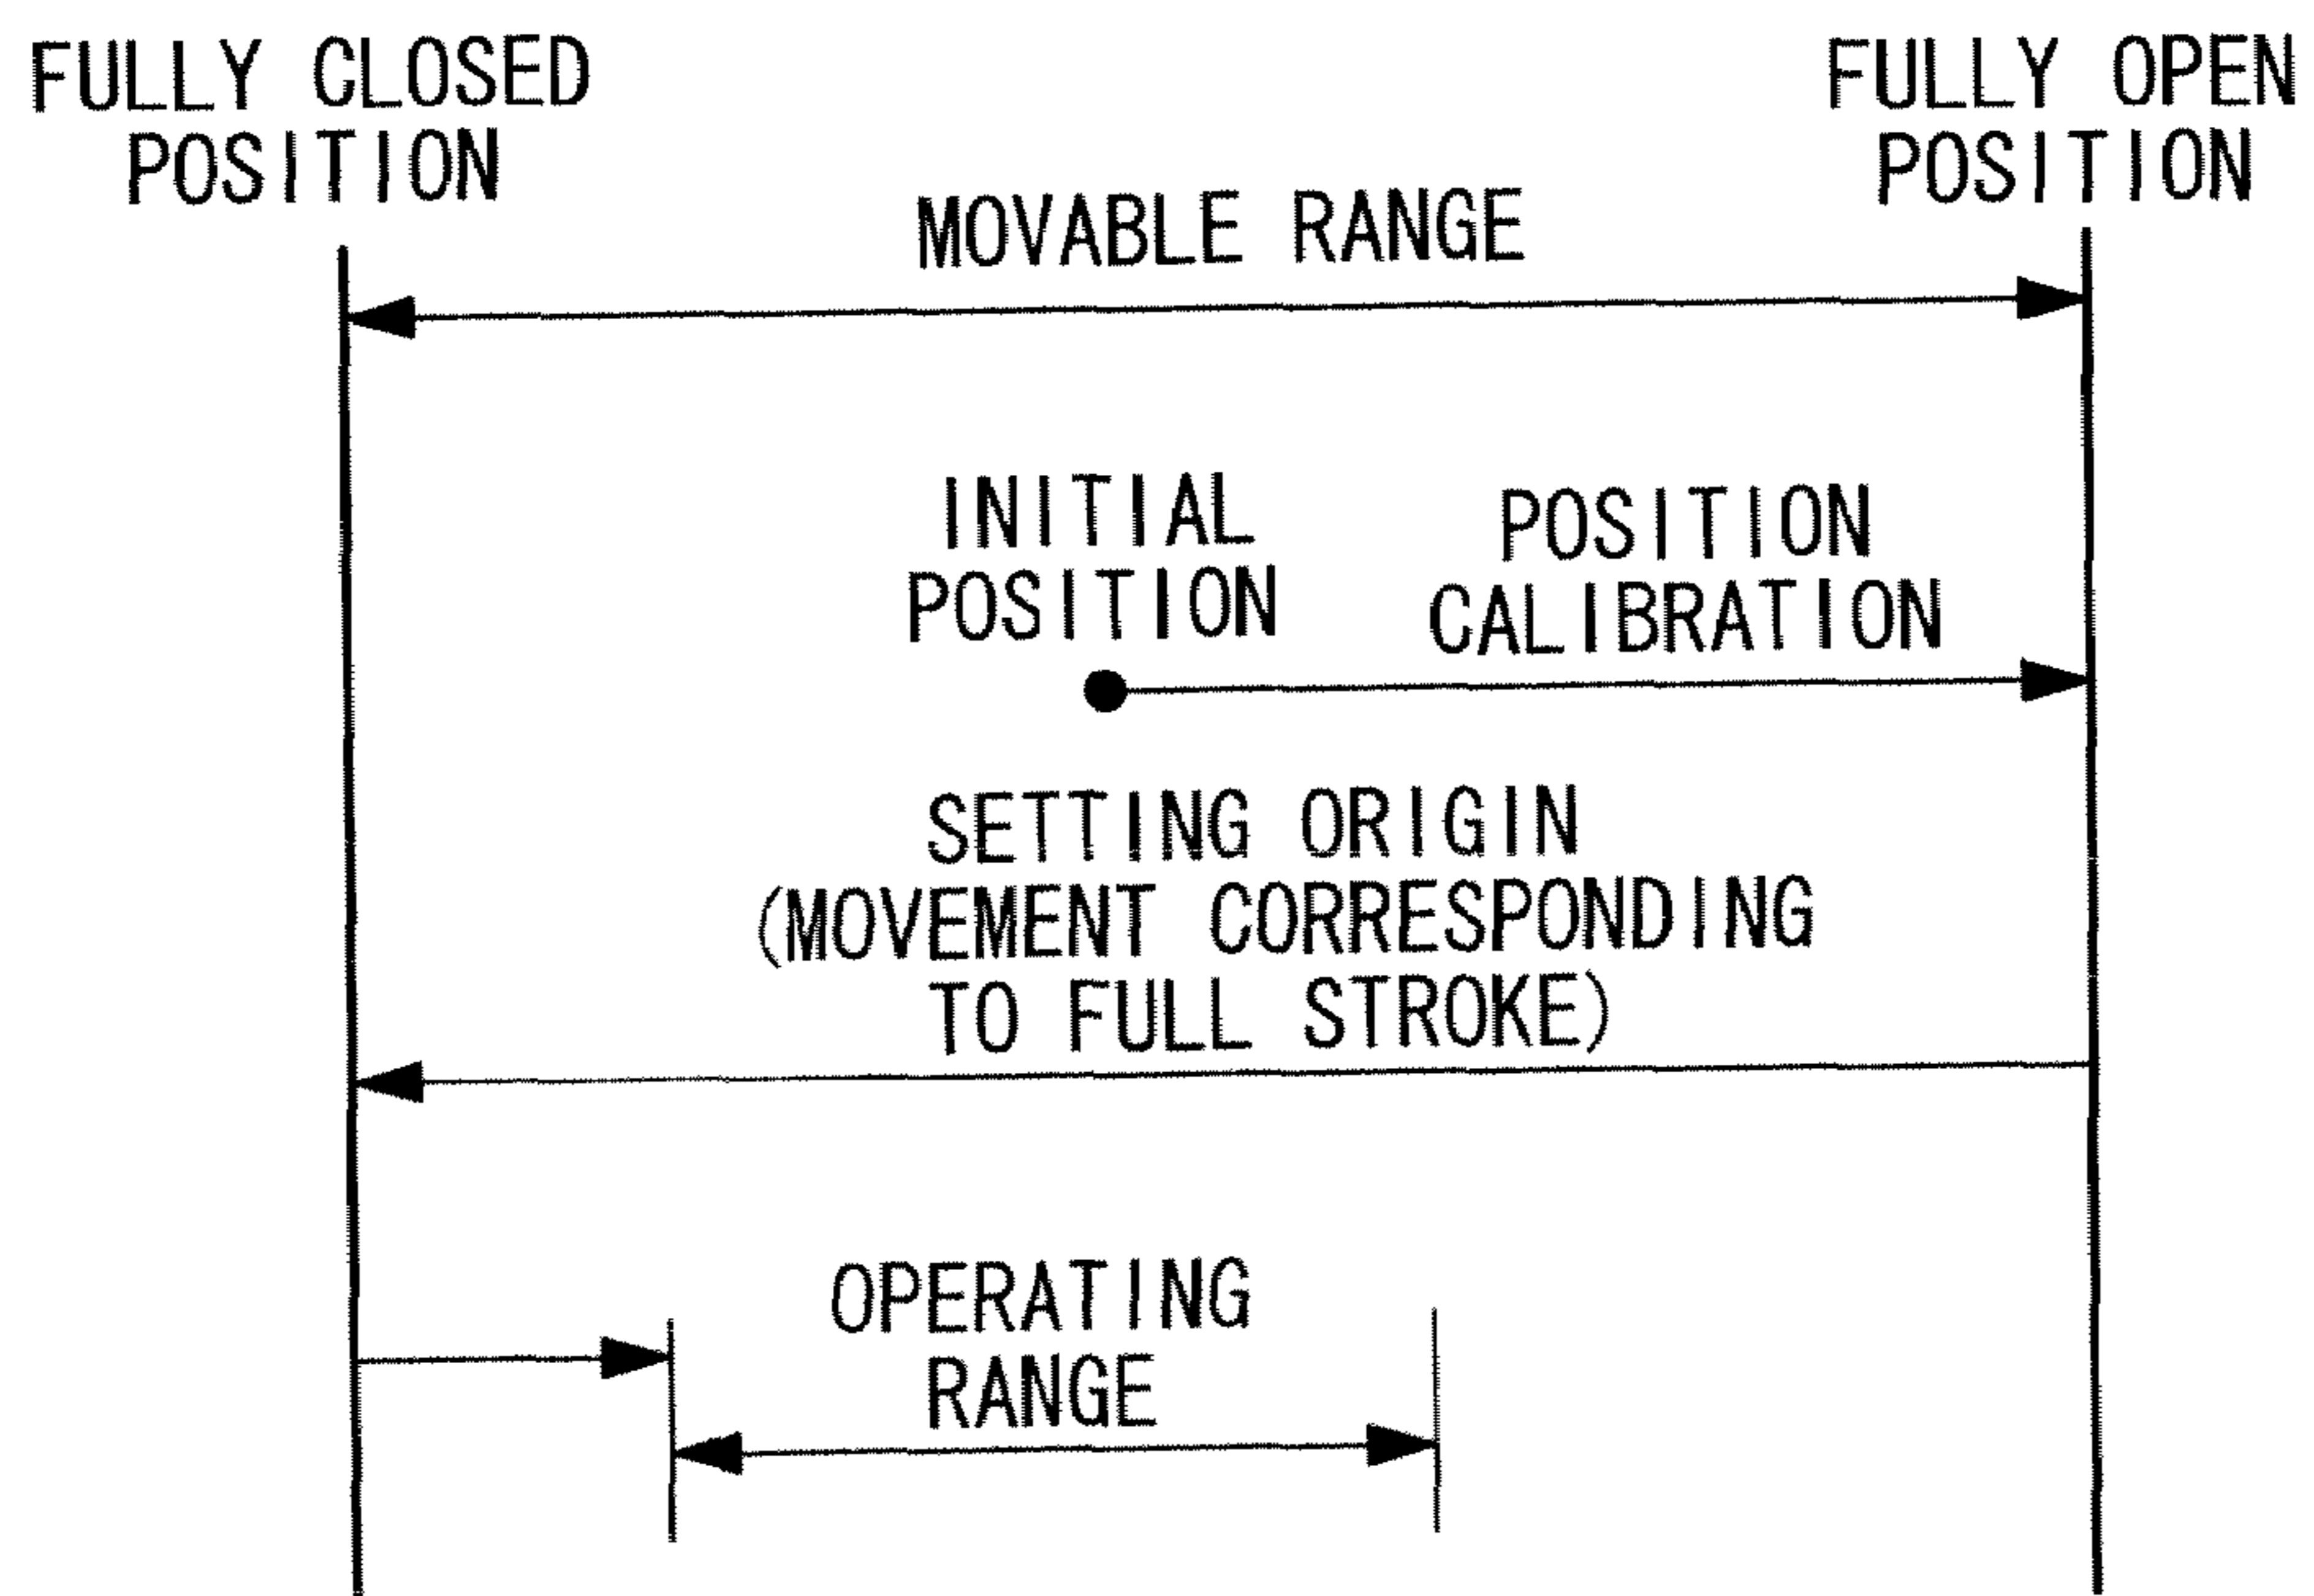 FULLY CLOSED
POSITION
FULLY OPEN
POSITION
MOVABLE RANGE
INITIAL
POSITION
POSITION
CALIBRATION
SETTING ORIGIN
(MOVEMENT CORRESPONDING
TO FULL STROKE)
OPERATING
RANGE